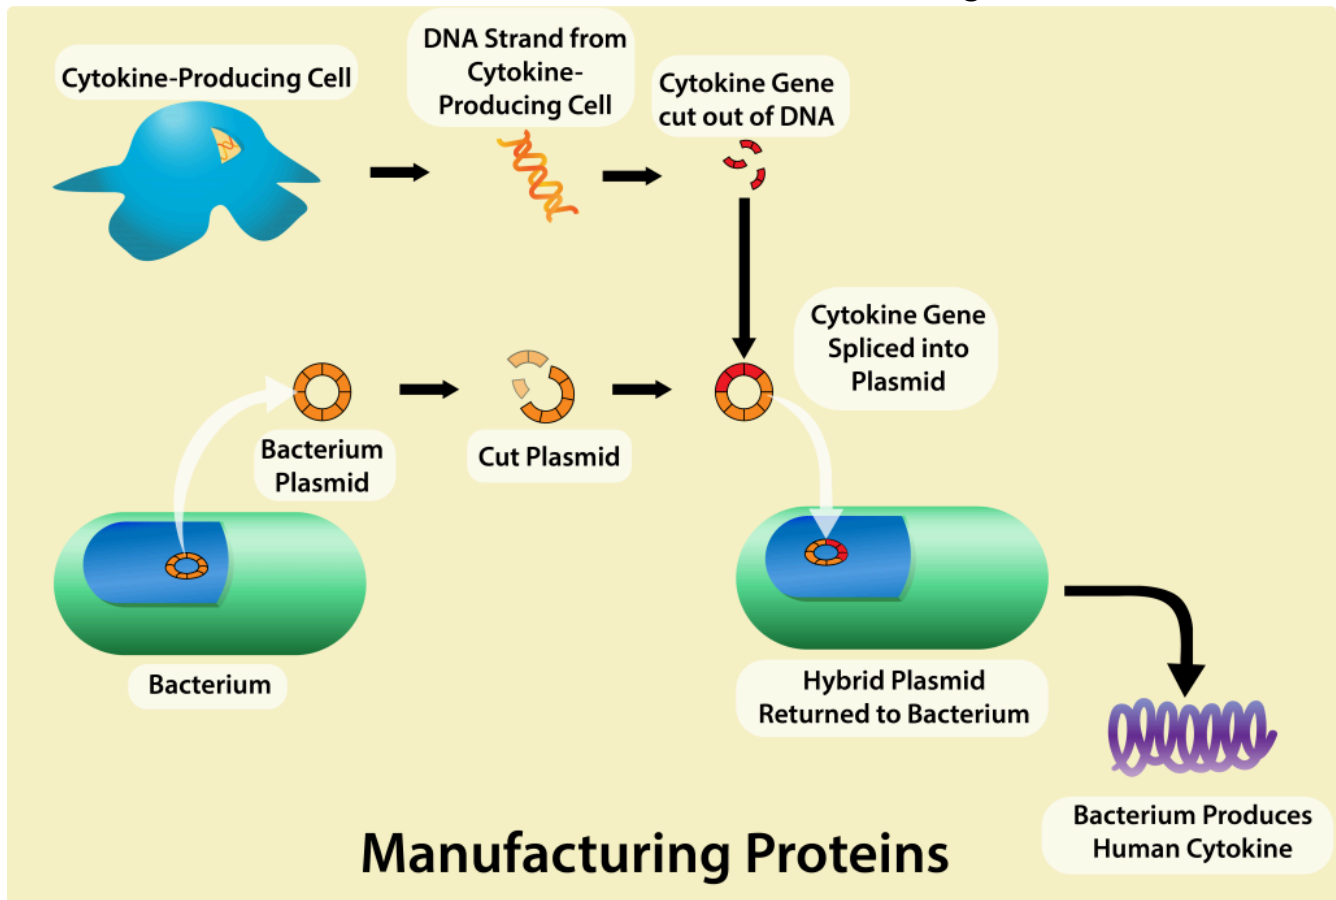 Cytokine-Producing Cell
DNA Strand from
Cytokine-
Producing Cell
Cytokine Gene
cut out of DNA
Cytokine Gene
Spliced into
Plasmid
Bacterium
Plasmid
Cut Plasmid
Bacterium
Hybrid Plasmid
Returned to Bacterium
Bacterium Produces
Human Cytokine
Manufacturing Proteins